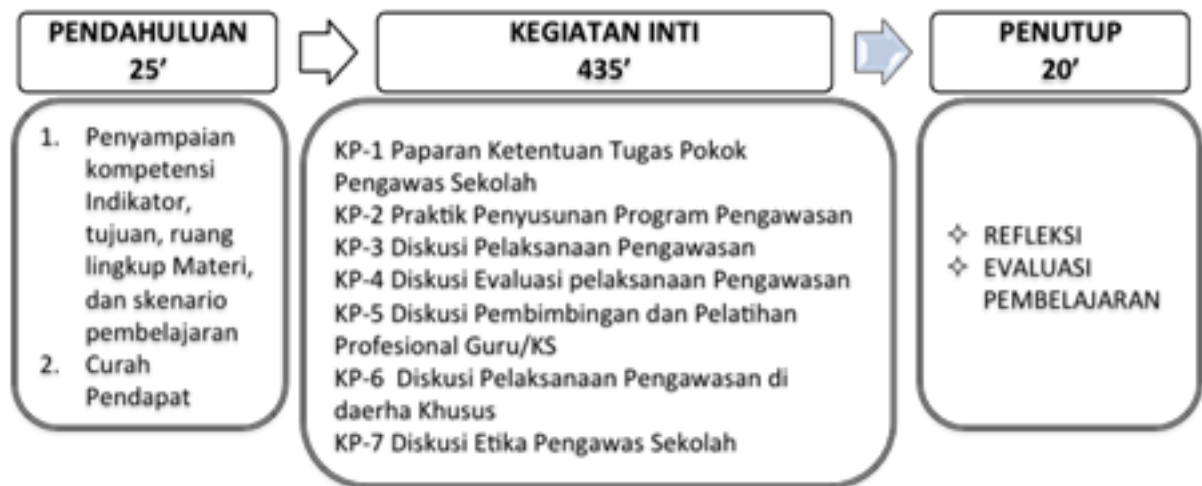 PENDAHULUAN
25'
KEGIATAN INTI
435'
PENUTUP
20'
1. Penyampaian
kompetensi
Indikator,
tujuan, ruang
lingkup Materi,
dan skenario
pembelajaran
2. Curah
Pendapat
KP-1 Paparan Ketentuan Tugas Pokok
Pengawas Sekolah
KP-2 Praktik Penyusunan Program Pengawasan
KP-3 Diskusi Pelaksanaan Pengawasan
KP-4 Diskusi Evaluasi pelaksanaan Pengawasan
KP-5 Diskusi Pembimbingan dan Pelatihan
Profesional Guru/KS
KP-6 Diskusi Pelaksanaan Pengawasan di
daerha Khusus
KP-7 Diskusi Etika Pengawas Sekolah
✧ REFLEKSI
✧ EVALUASI
PEMBELAJARAN